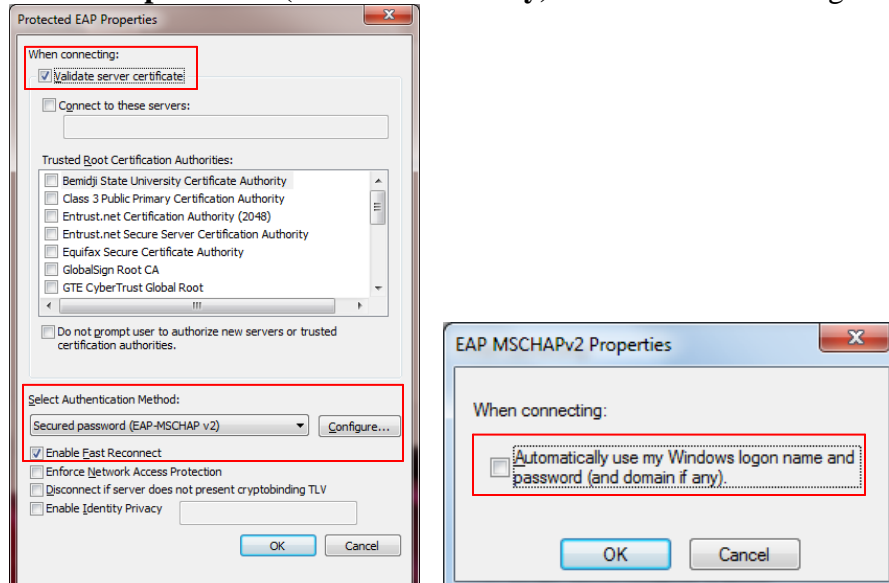 Protected EAP Properties
When connecting:
Validate server certificate
Connect to these servers:
Trusted Root Certification Authorities:
Bemidji State University Certificate Authority
Class 3 Public Primary Certification Authority
Entrust.net Certification Authority (2048)
Entrust.net Secure Server Certification Authority
Equifax Secure Certificate Authority
GlobalSign Root CA
GTE CyberTrust Global Root
Do not prompt user to authorize new servers or trusted
certification authorities.
Select Authentication Method:
Secured password (EAP-MSCHAP v2) Configure...
Enable Fast Reconnect
Enforce Network Access Protection
Disconnect if server does not present cryptobinding TLV
Enable Identity Privacy
OK Cancel
EAP MSCHAPv2 Properties
When connecting:
Automatically use my Windows logon name and
password (and domain if any).
OK Cancel